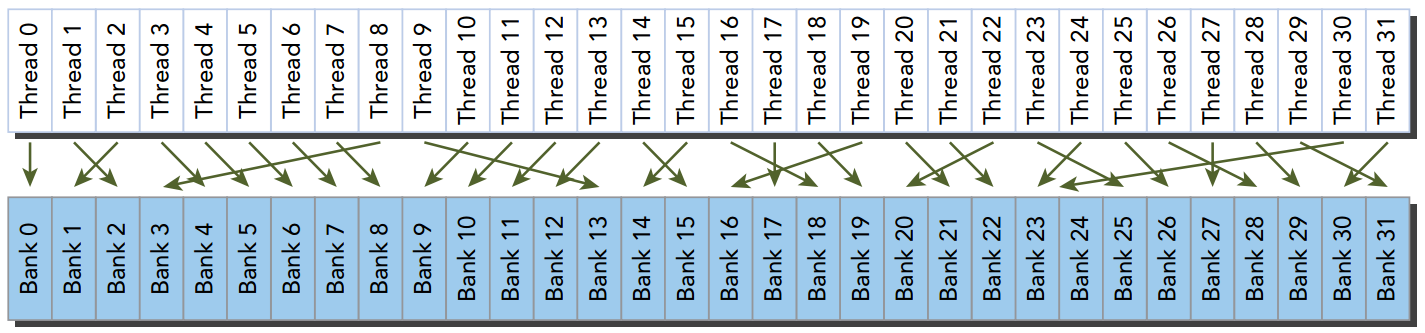 Thread 0
Thread 1
Thread 2
Thread 3
Thread 4
Thread 5
Thread 6
Thread 7
Thread 8
Thread 9
Thread 10
Thread 11
Thread 12
Thread 13
Thread 14
Thread 15
Thread 16
Thread 17
Thread 18
Thread 19
Thread 20
Thread 21
Thread 22
Thread 23
Thread 24
Thread 25
Thread 26
Thread 27
Thread 28
Thread 29
Thread 30
Thread 31
Bank 0
Bank 1
Bank 2
Bank 3
Bank 4
Bank 5
Bank 6
Bank 7
Bank 8
Bank 9
Bank 10
Bank 11
Bank 12
Bank 13
Bank 14
Bank 15
Bank 16
Bank 17
Bank 18
Bank 19
Bank 20
Bank 21
Bank 22
Bank 23
Bank 24
Bank 25
Bank 26
Bank 27
Bank 28
Bank 29
Bank 30
Bank 31